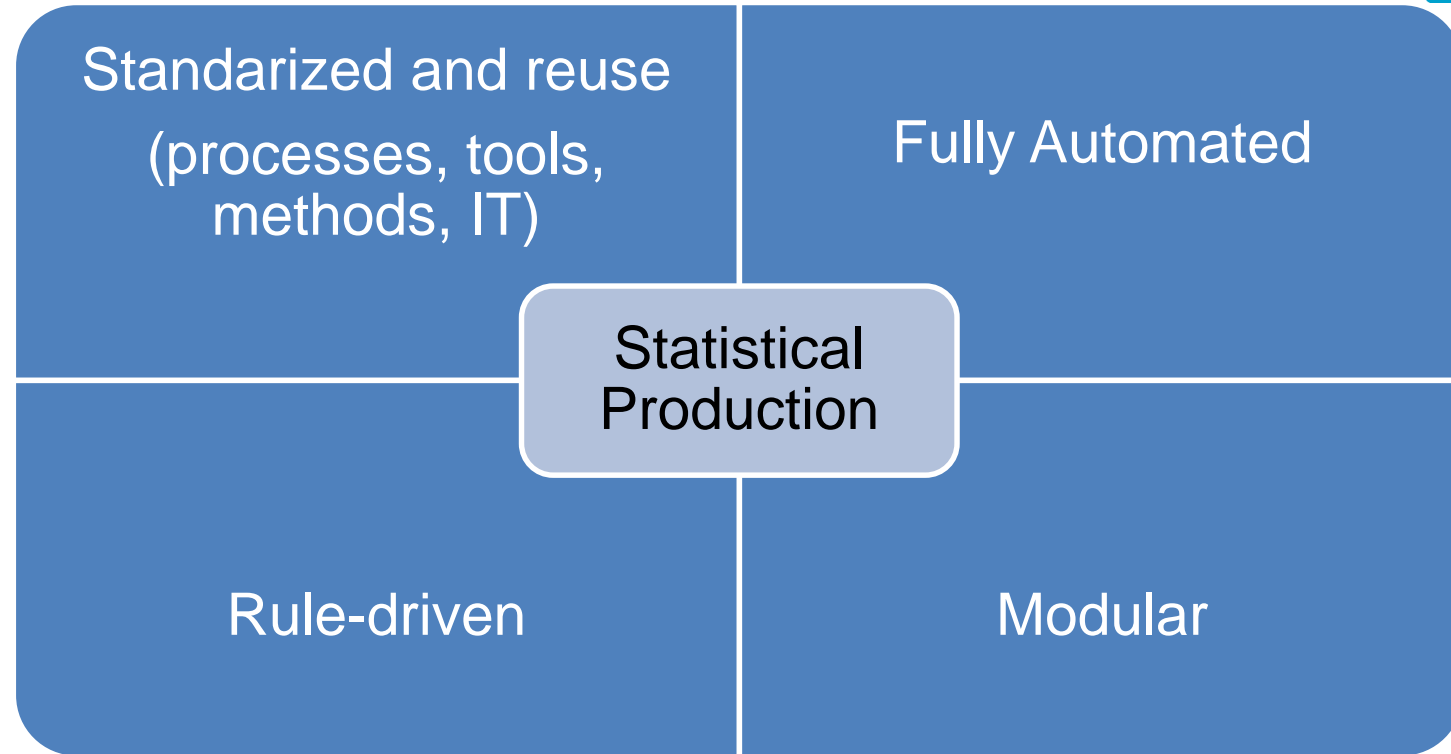 Standarized and reuse
(processes, tools,
methods, IT)
Fully Automated
Statistical
Production
Rule-driven
Modular